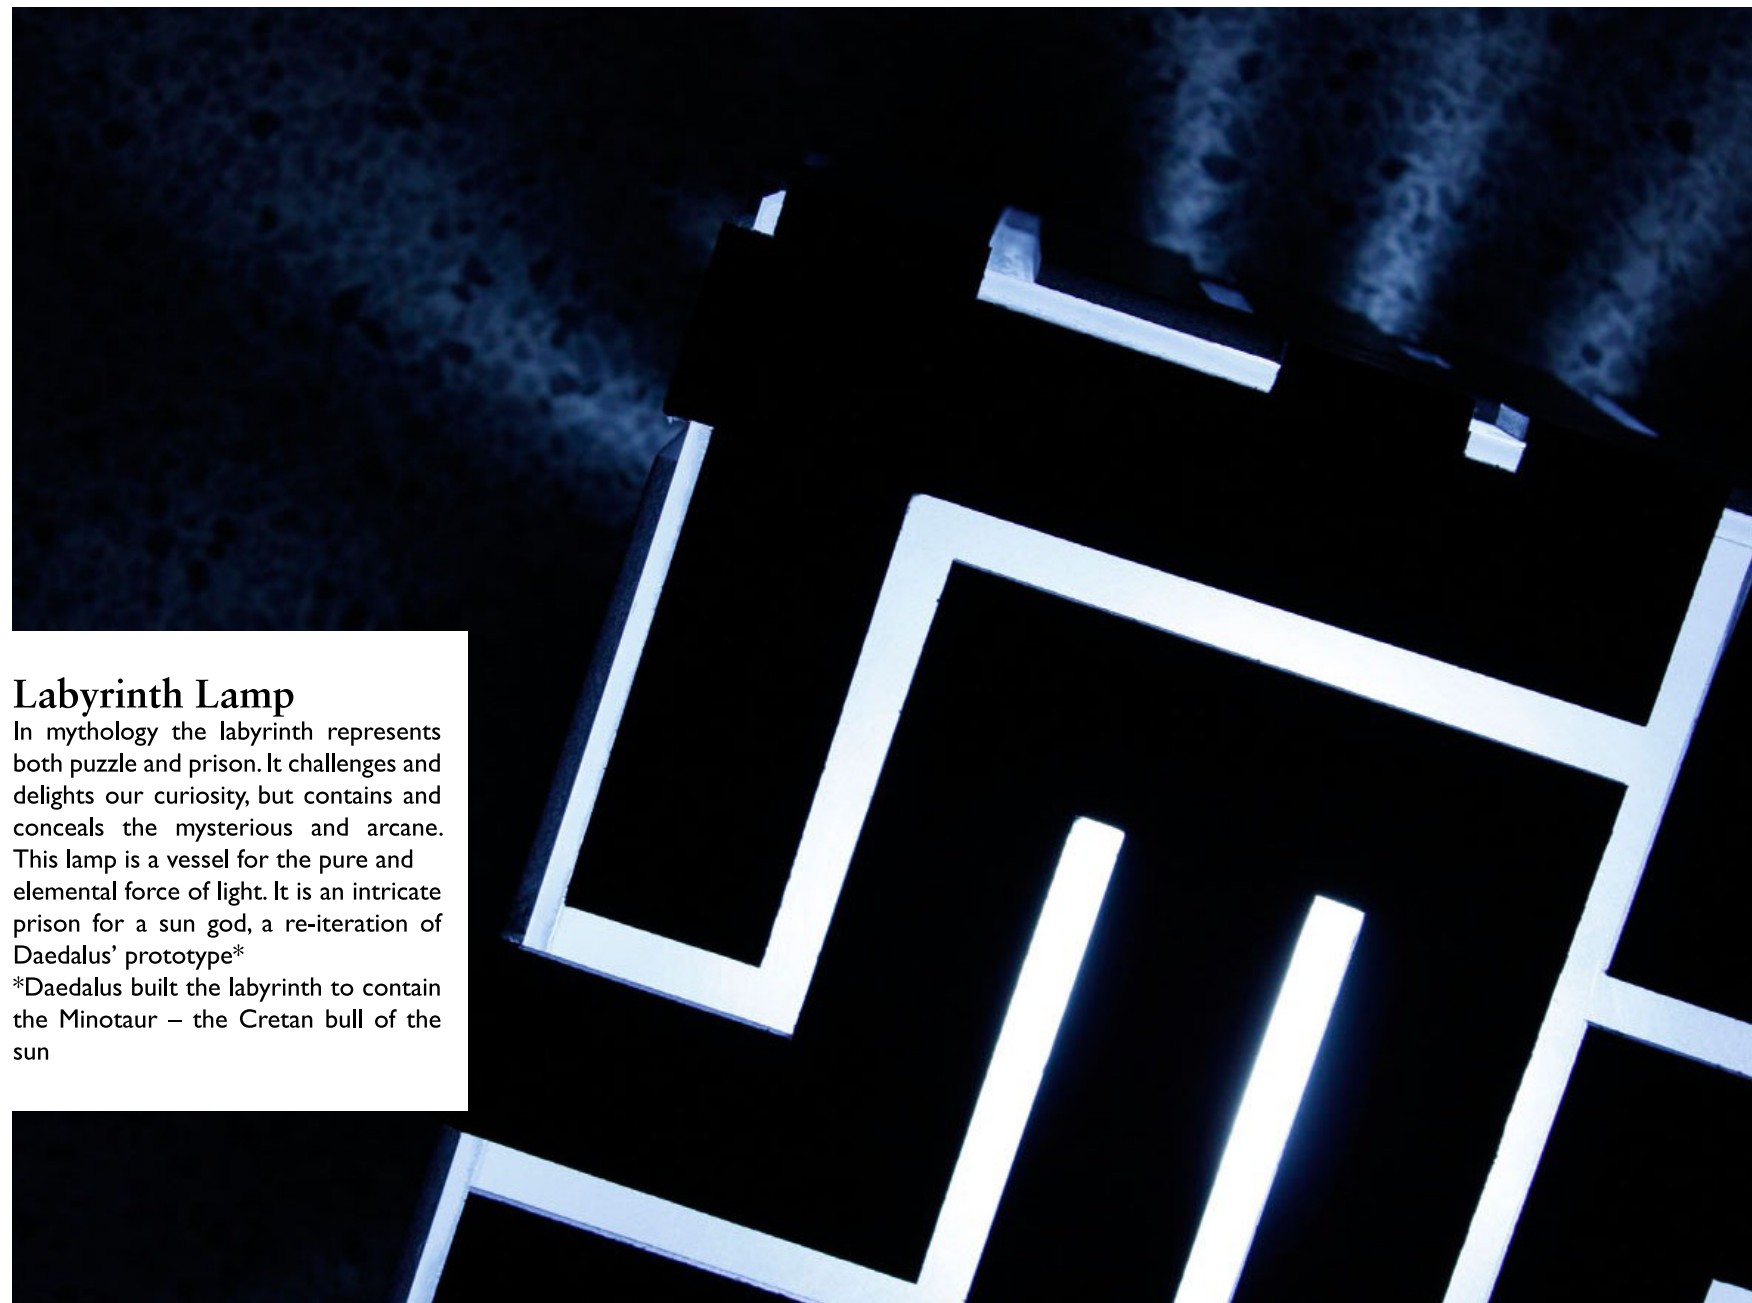 Labyrinth Lamp
In mythology the labyrinth represents
both puzzle and prison. It challenges and
delights our curiosity, but contains and
conceals the mysterious and arcane.
This lamp is a vessel for the pure and
elemental force of light. It is an intricate
prison for a sun god, a re-iteration of
Daedalus’ prototype*
*Daedalus built the labyrinth to contain
the Minotaur – the Cretan bull of the
sun